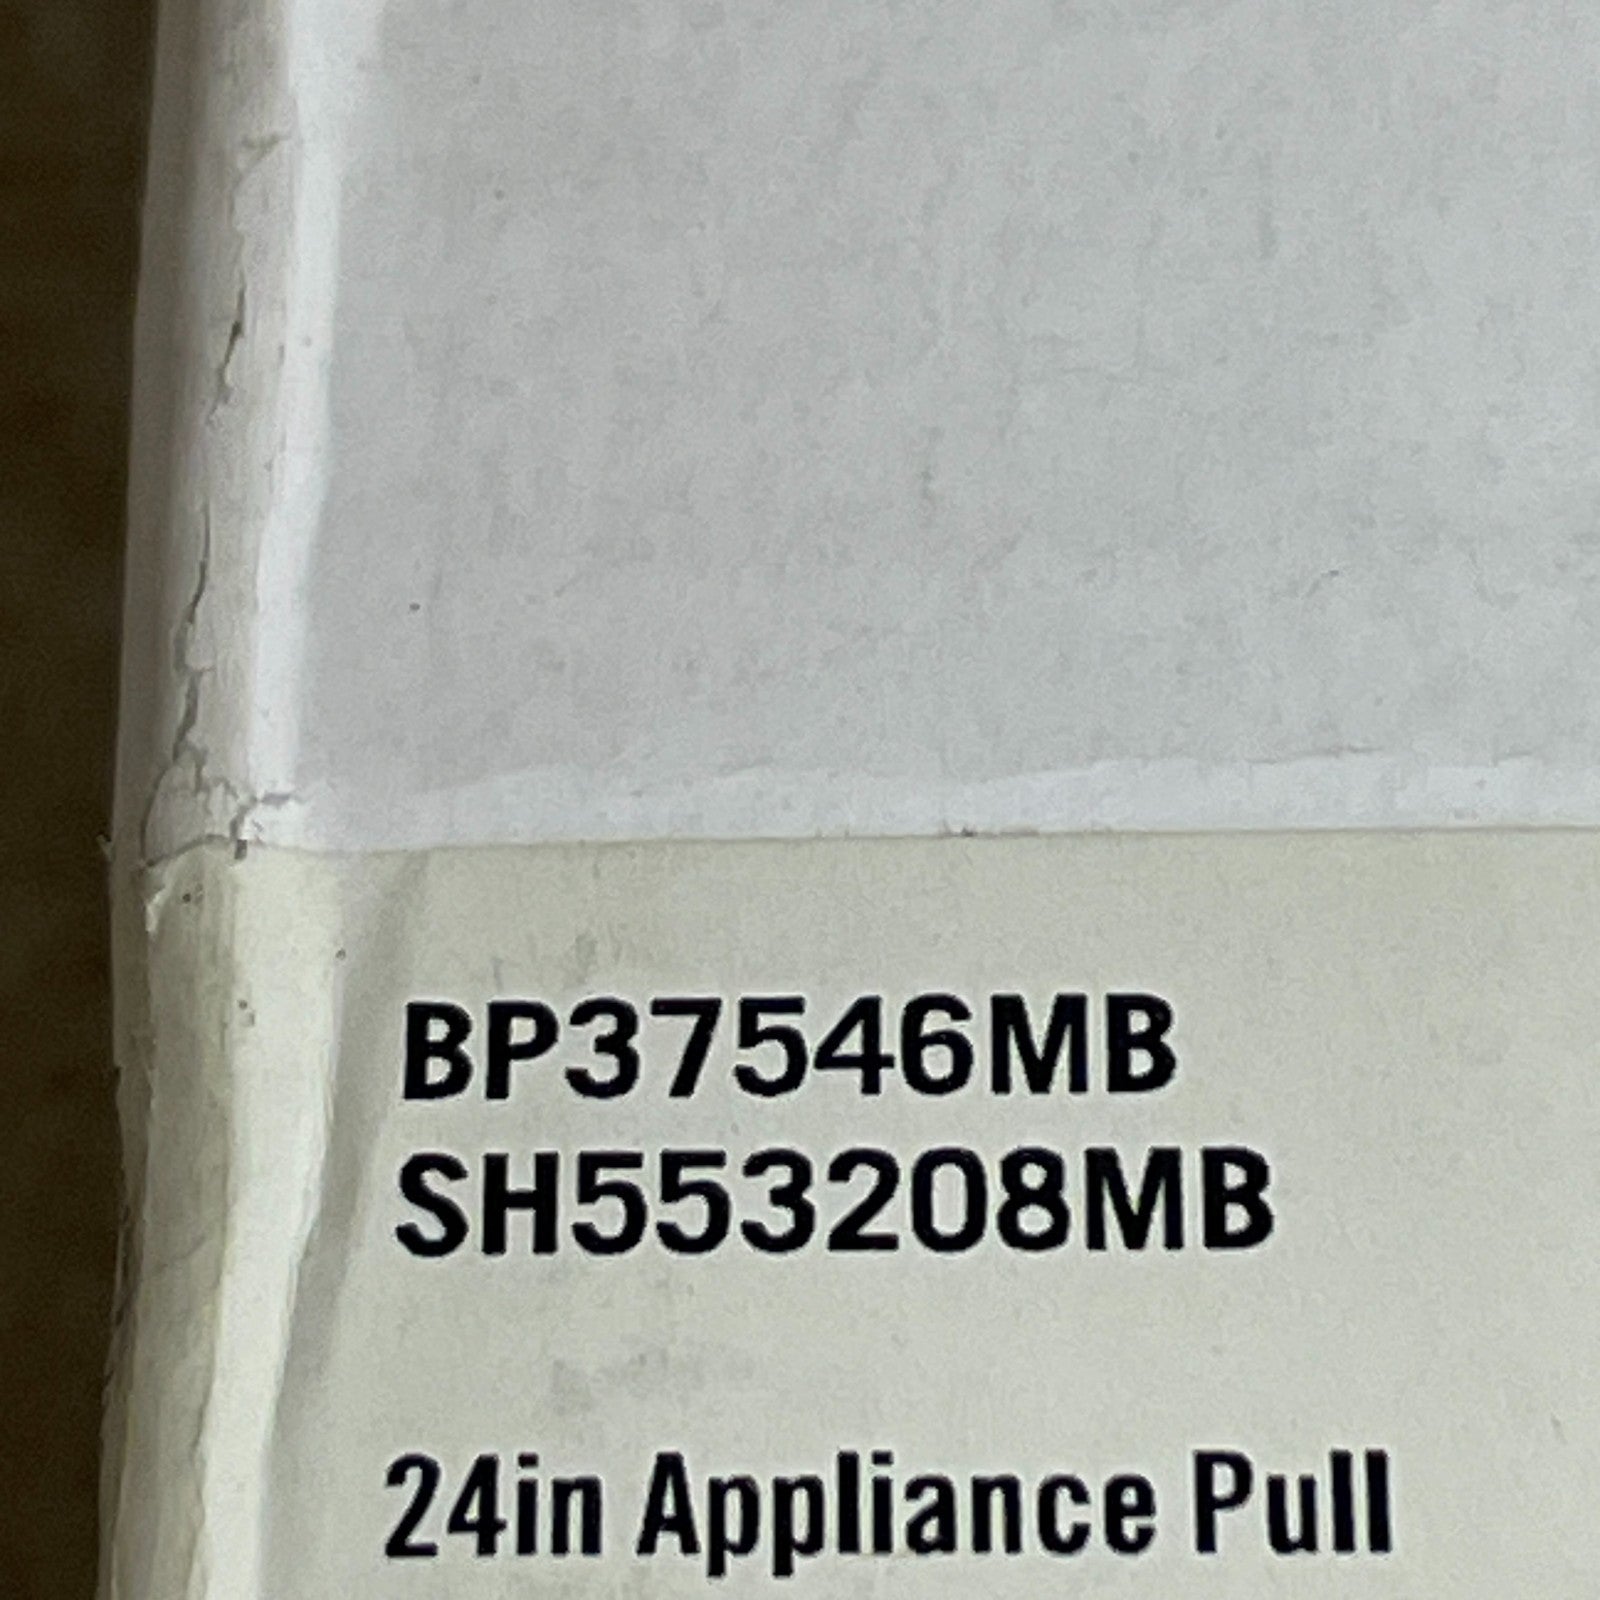 BP37546MB
SH553208MB
24in Appliance Pull